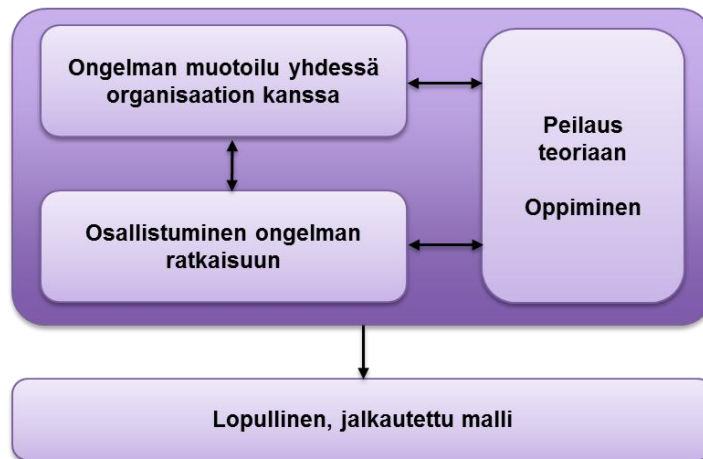 Ongelman muotoilu yhdessä
organisaation kanssa
Peilaus
teoriaan
Oppiminen
Osallistuminen ongelman
ratkaisuun
Lopullinen, jalkautettu malli